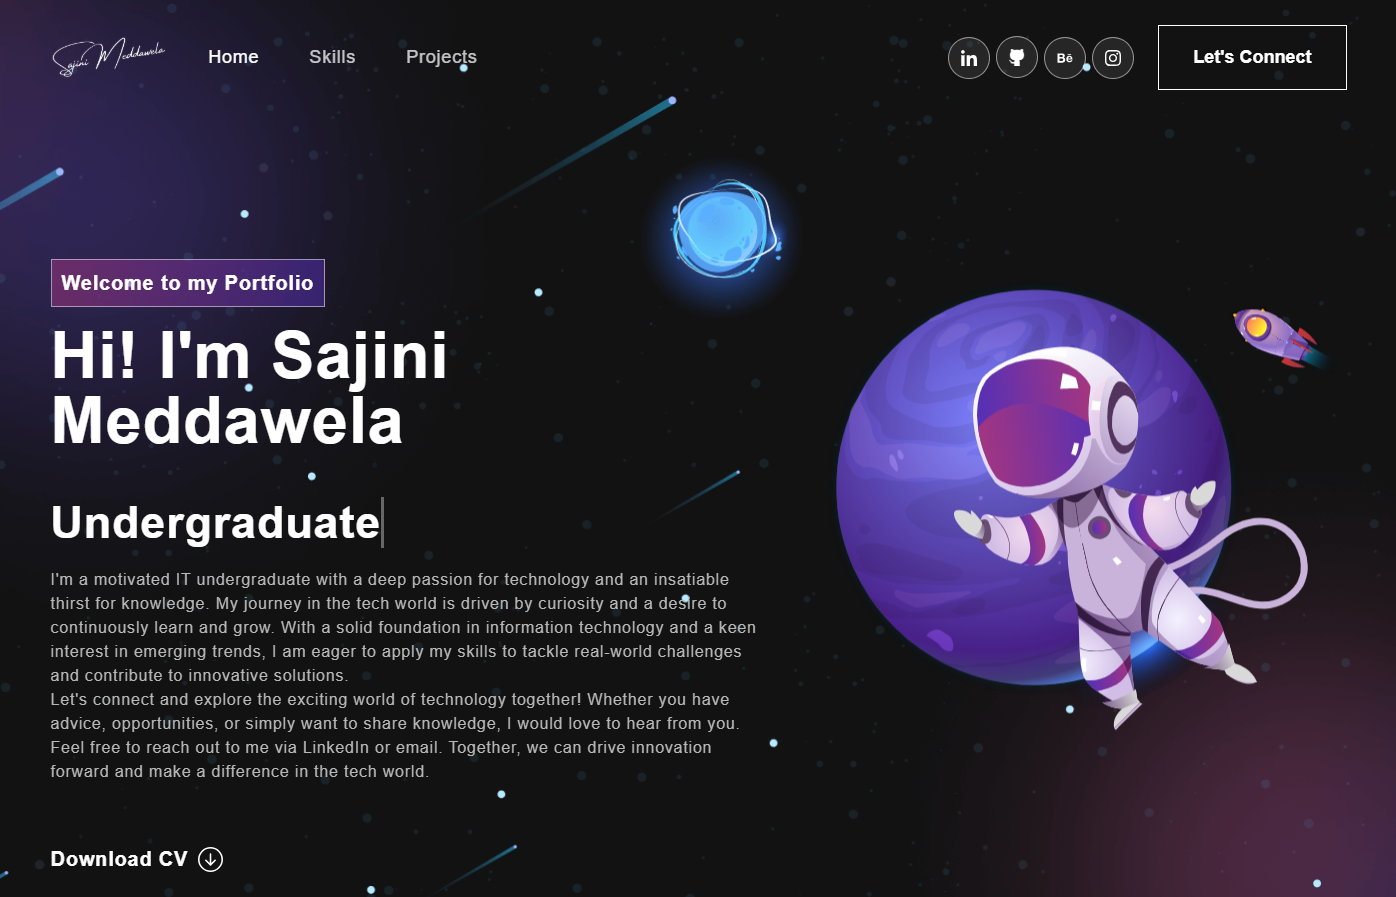 Sajini Meddawela
Home
Skills
Projects
in
Bē
Let's Connect
Welcome to my Portfolio
Hi! I'm Sajini
Meddawela
Undergraduate
I'm a motivated IT undergraduate with a deep passion for technology and an insatiable
thirst for knowledge. My journey in the tech world is driven by curiosity and a desire to
continuously learn and grow. With a solid foundation in information technology and a keen
interest in emerging trends, I am eager to apply my skills to tackle real-world challenges
and contribute to innovative solutions.
Let's connect and explore the exciting world of technology together! Whether you have
advice, opportunities, or simply want to share knowledge, I would love to hear from you.
Feel free to reach out to me via LinkedIn or email. Together, we can drive innovation
forward and make a difference in the tech world.
Download CV